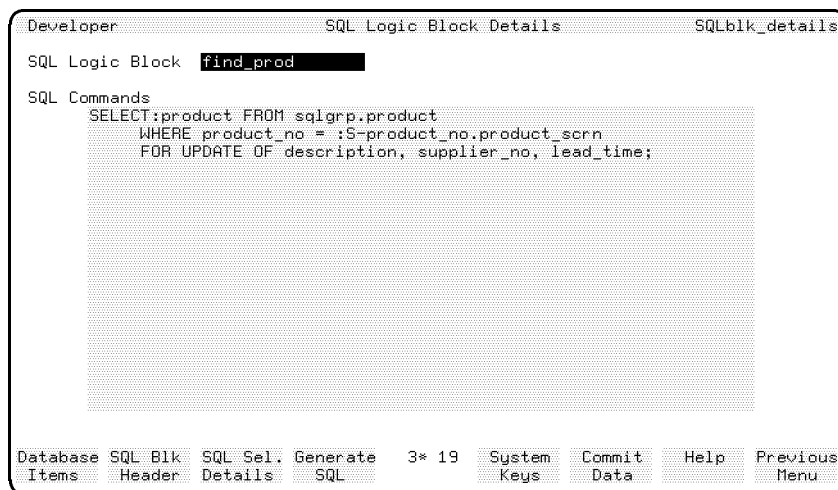 Developer SQL Logic Block Details SQLblk_details
SQL Logic Block find_prod
SQL Commands
SELECT:product FROM sqlgrp.product
WHERE product_no = :S-product_no.product_scrn
FOR UPDATE OF description, supplier_no, lead_time;
Database SQL Blk SQL Sel. Generate 3* 19 System Commit Help Previous
Items Header Details SQL Keys Data Menu